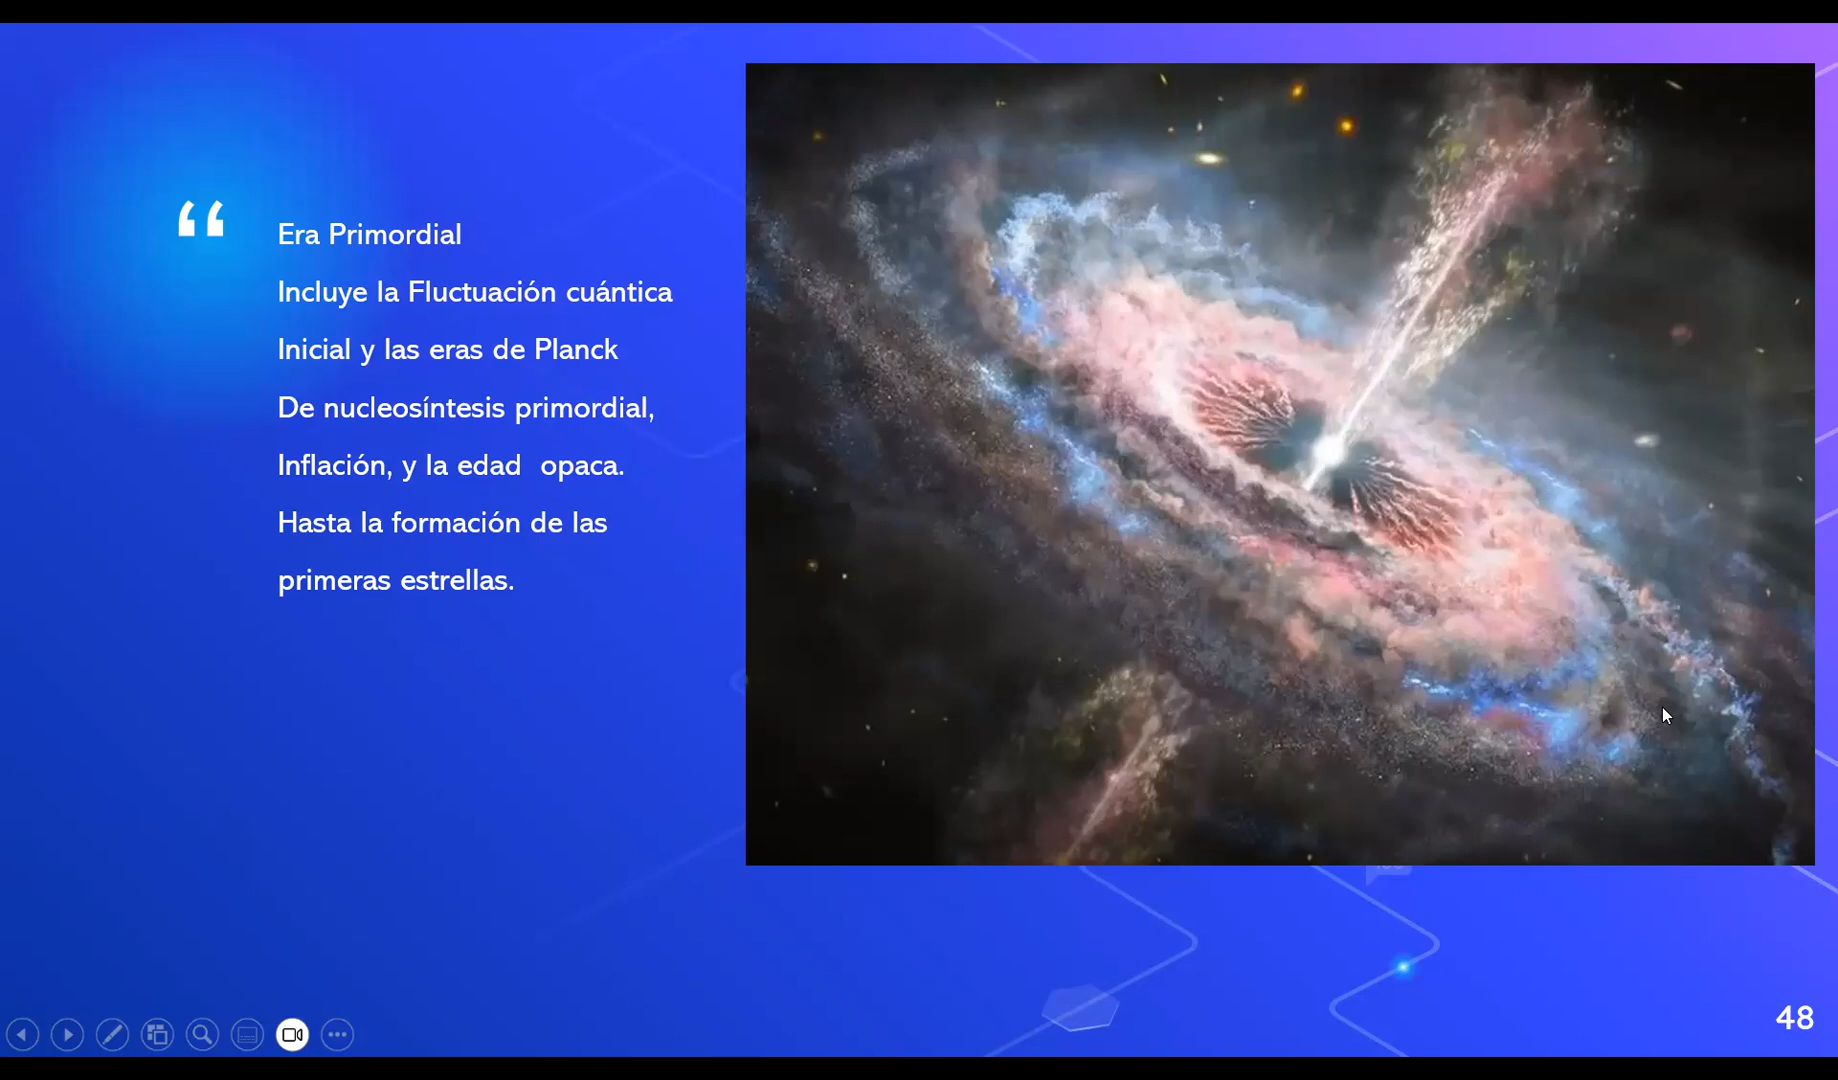 “
Era Primordial
Incluye la Fluctuación cuántica
Inicial y las eras de Planck
De nucleosíntesis primordial,
Inflación, y la edad  opaca.
Hasta la formación de las
primeras estrellas.
48